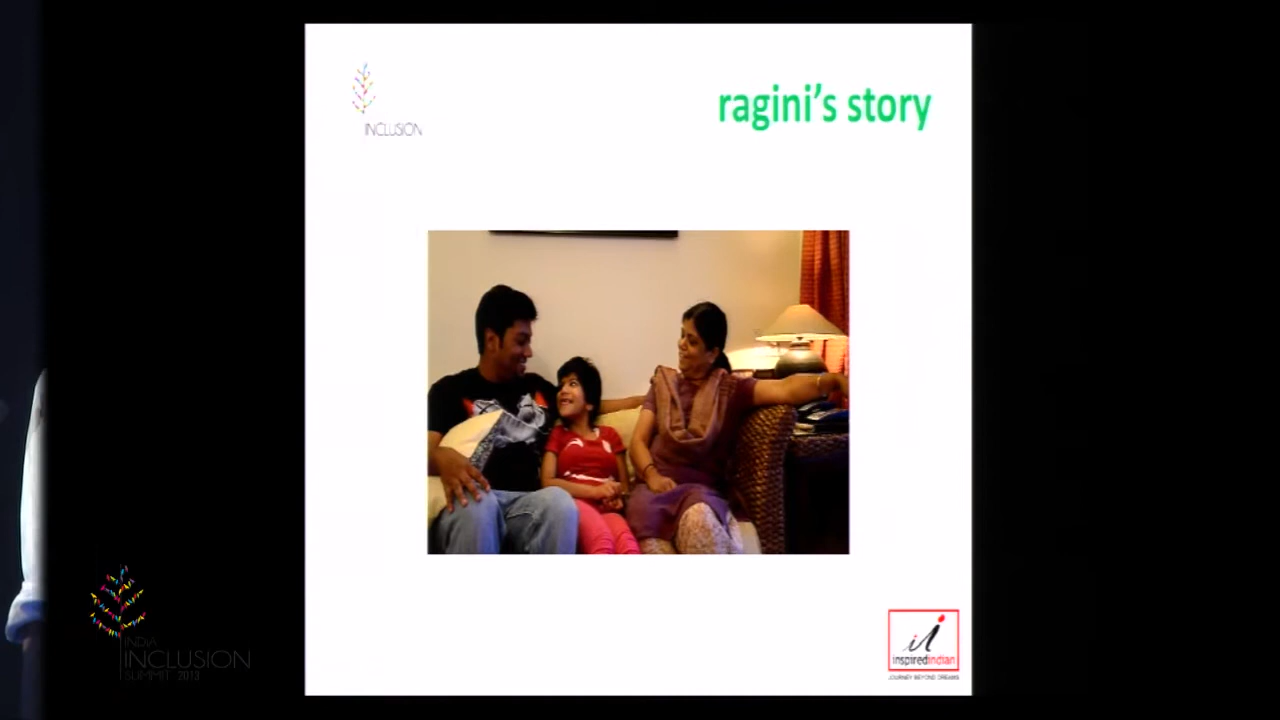 ragini's story
INCLUSION
inspiredindian
JOURNEY BEYOND DREAMS
INDIA
INCLUSION
SUMMIT 2013